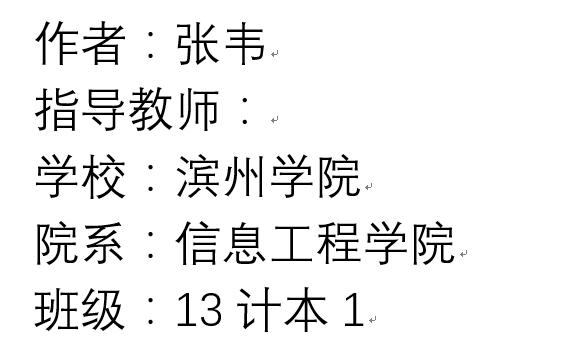 作者：张韦
指导教师：
学校：滨州学院
院系：信息工程学院
班级：13 计本 1